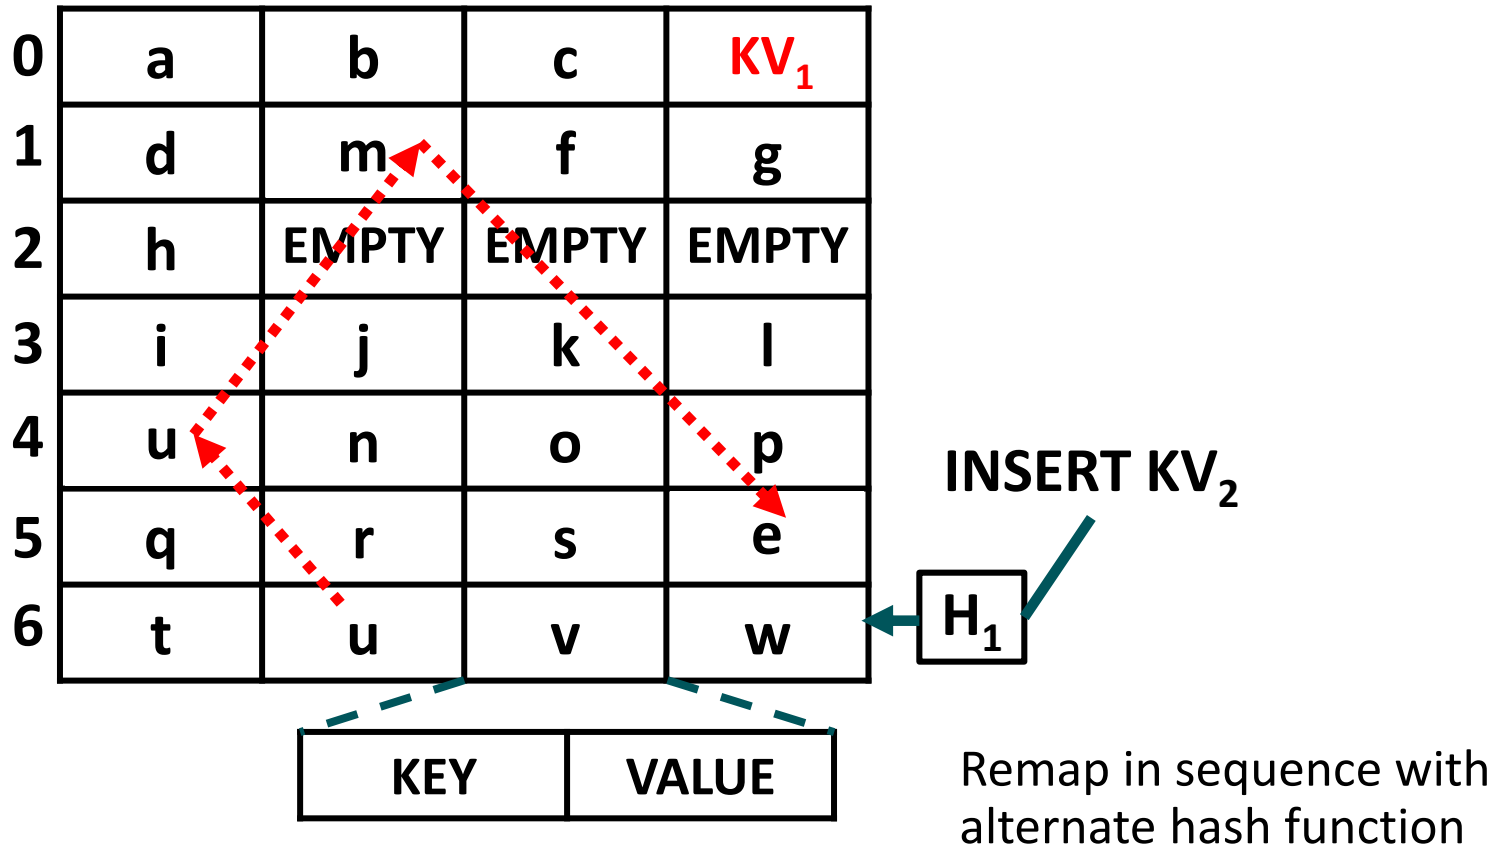 0 a b c KV₁
1 d m f g
2 h EMPTY EMPTY EMPTY
3 i j k l
4 u n o p
5 q r s e
6 t u v w
INSERT KV₂
H₁
KEY VALUE
Remap in sequence with
alternate hash function